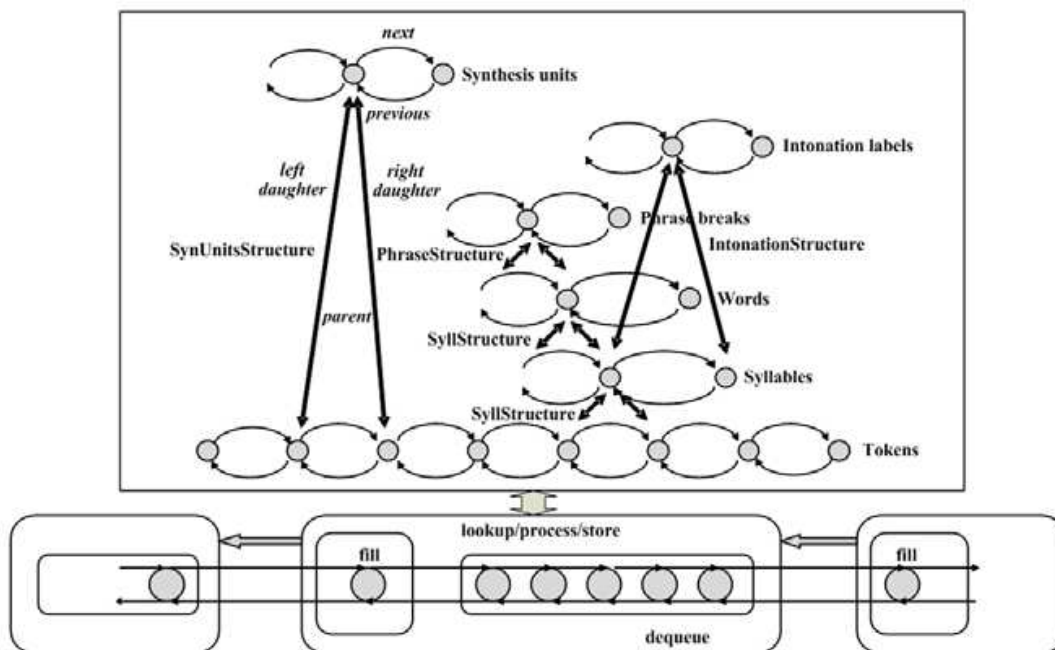 next
Synthesis units
previous
Intonation labels
left
daughter
right
daughter
Phrase breaks
SynUnitsStructure
PhraseStructure
IntonationStructure
Words
parent
SyllStructure
Syllables
SyllStructure
Tokens
lookup/process/store
fill
fill
dequeue